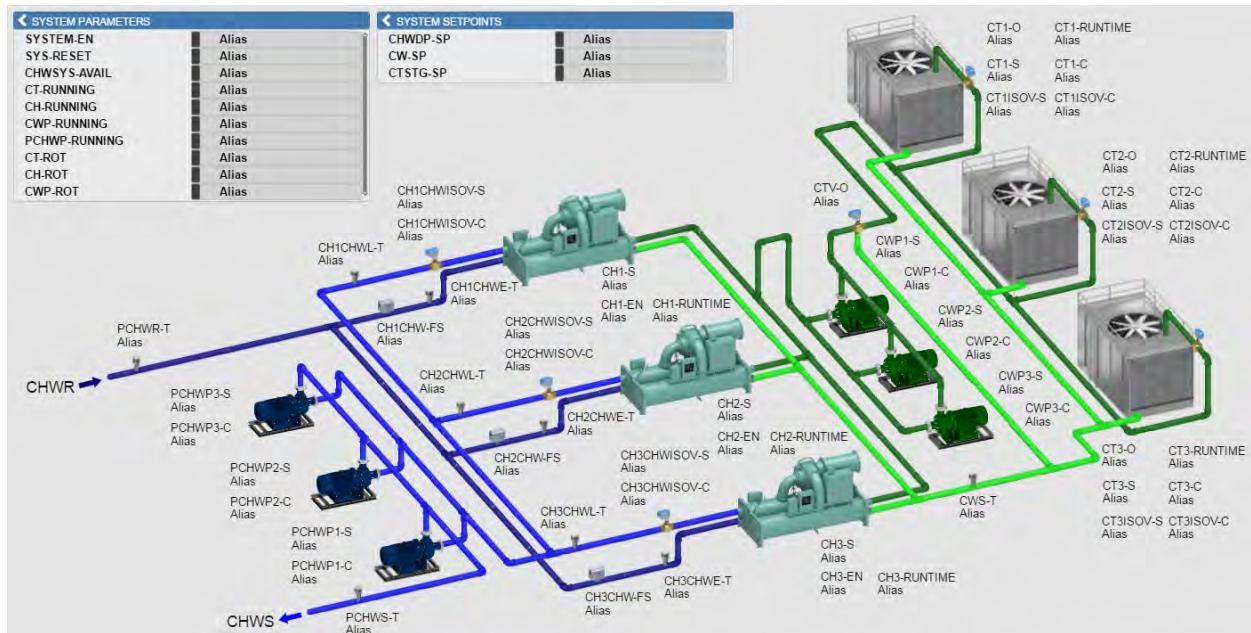 SYSTEM PARAMETERS
SYSTEM-EN Alias
SYS-RESET Alias
CHWSYS-AVAIL Alias
CT-RUNNING Alias
CH-RUNNING Alias
CWP-RUNNING Alias
PCHWP-RUNNING Alias
CT-ROT Alias
CH-ROT Alias
CWP-ROT Alias
SYSTEM SETPOINTS
CHWDP-SP Alias
CW-SP Alias
CTSTG-SP Alias
CT1-O CT1-RUNTIME
Alias Alias
CT1-S CT1-C
Alias Alias
CT1ISOV-S CT1ISOV-C
Alias Alias
CT2-O CT2-RUNTIME
Alias Alias
CT2-S CT2-C
Alias Alias
CT2ISOV-S CT2ISOV-C
Alias Alias
CH1CHWISOV-S
Alias
CH1CHWISOV-C
Alias
CTV-O
Alias
CH1CHWL-T
Alias
CWP1-S
Alias
CWP1-C
Alias
CH1-S
Alias
CH1CHWE-T
Alias
CH1-EN CH1-RUNTIME
Alias Alias
PCHWR-T
Alias
CH1CHW-FS
Alias
CH2CHWISOV-S
Alias
CH2CHWISOV-C
Alias
CWP2-S
Alias
CWP2-C
Alias
CHWR
CH2CHWL-T
Alias
CWP3-S
Alias
CWP3-C
Alias
PCHWP3-S
Alias
PCHWP3-C
Alias
CH2-S
Alias
CH2CHWE-T
Alias
CH2-EN CH2-RUNTIME
Alias Alias
CH2CHW-FS
Alias
CH3CHWISOV-S
Alias
CH3CHWISOV-C
Alias
PCHWP2-S
Alias
PCHWP2-C
Alias
CT3-O CT3-RUNTIME
Alias Alias
CT3-S CT3-C
Alias Alias
CT3ISOV-S CT3ISOV-C
Alias Alias
CWS-T
Alias
CH3CHWL-T
Alias
PCHWP1-S
Alias
PCHWP1-C
Alias
CH3-S
Alias
CH3CHWE-T
Alias
CH3-EN CH3-RUNTIME
Alias Alias
CH3CHW-FS
Alias
PCHWS-T
Alias
CHWS